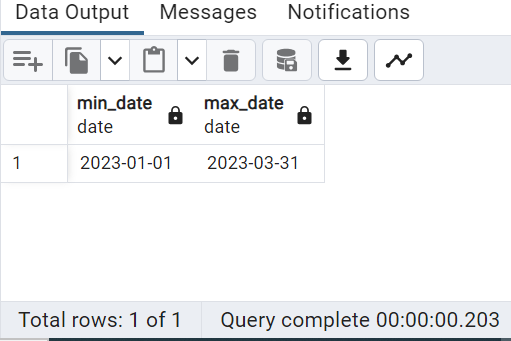 Data Output Messages Notifications
min_date max_date
date date
1 2023-01-01 2023-03-31
Total rows: 1 of 1 Query complete 00:00:00.203